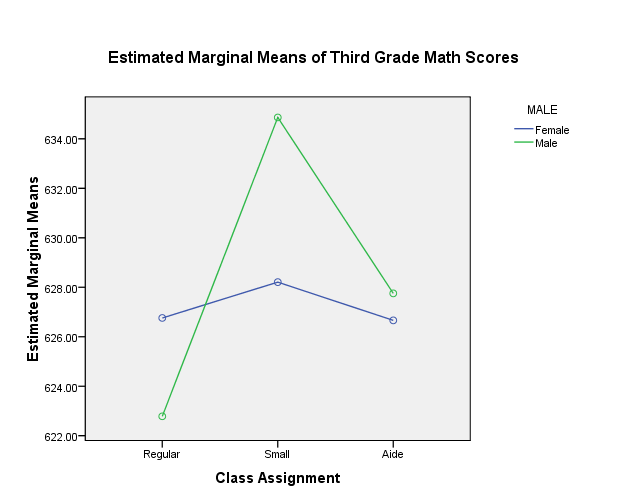 Estimated Marginal Means of Third Grade Math Scores
MALE
Female
Male
Estimated Marginal Means
634.00
632.00
630.00
628.00
626.00
624.00
622.00
Regular
Small
Aide
Class Assignment